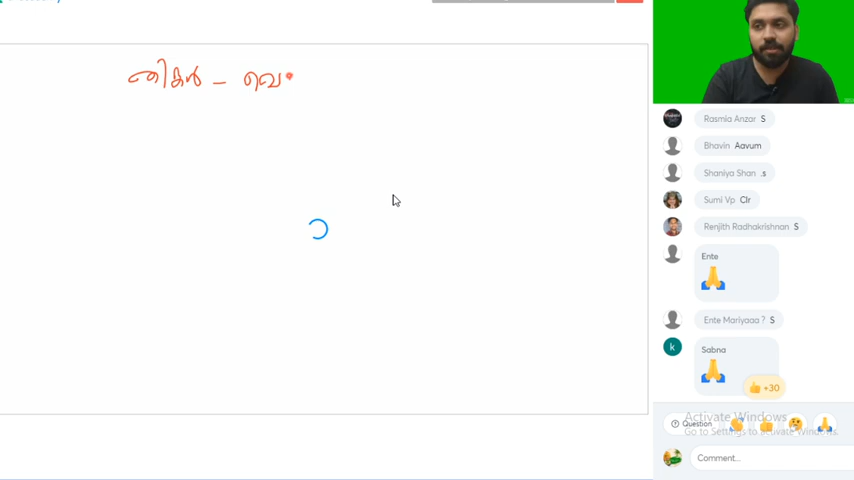 Rasmia Anzar S
Bhavin Aavum
Shaniya Shan .s
Sumi Vp Clr
Renjith Radhakrishnan S
Ente
Ente Mariyaaa ? S
k
Sabna
+30
Activate Windows
Question
Go to Settings to activate Windows.
Comment...